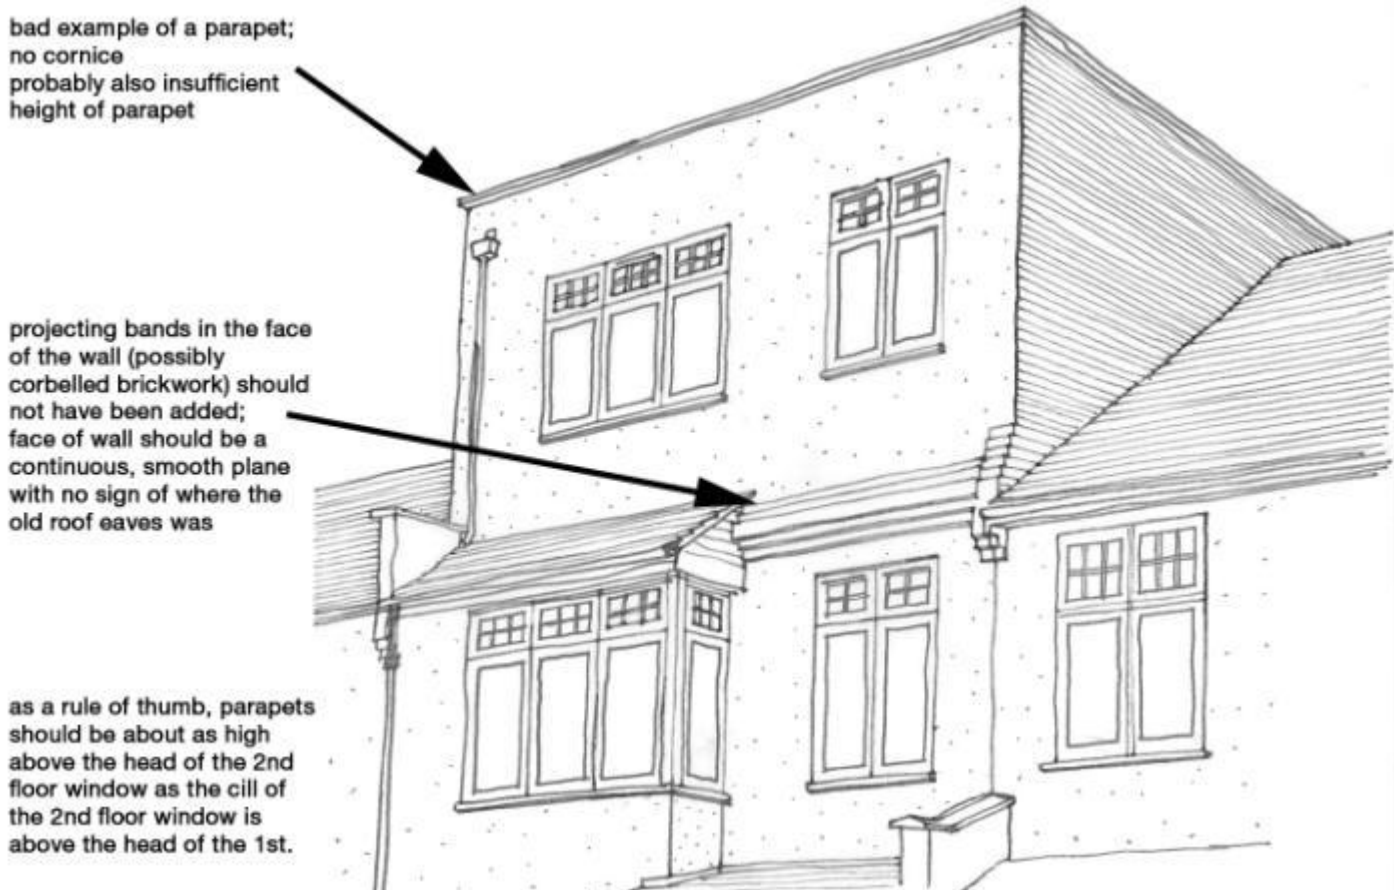 bad example of a parapet;
no cornice
probably also insufficient
height of parapet
projecting bands in the face
of the wall (possibly
corbelled brickwork) should
not have been added;
face of wall should be a
continuous, smooth plane
with no sign of where the
old roof eaves was
as a rule of thumb, parapets
should be about as high
above the head of the 2nd
floor window as the cill of
the 2nd floor window is
above the head of the 1st.